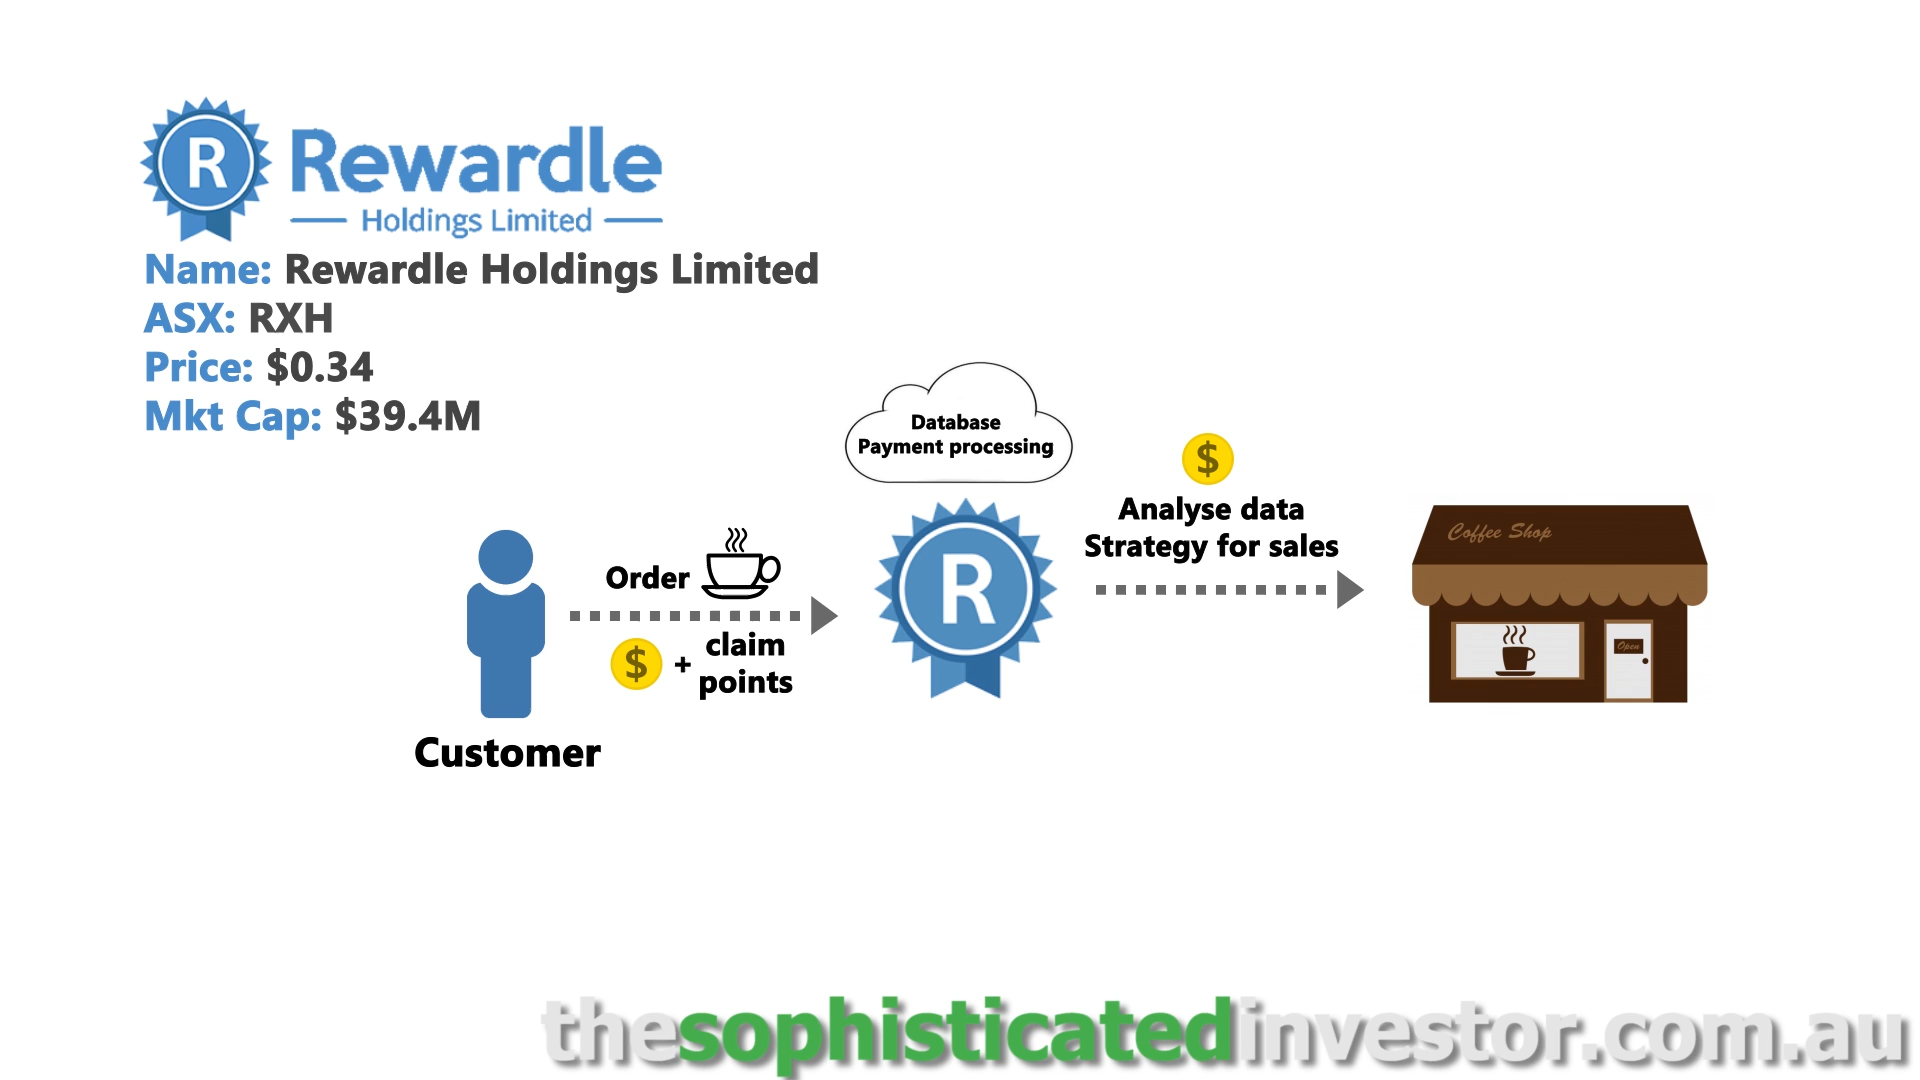 R
Rewardle
Holdings Limited
Name: Rewardle Holdings Limited
ASX: RXH
Price: $0.34
Mkt Cap: $39.4M
Database
Payment processing
$
Analyse data
Strategy for sales
Coffee Shop
Order
R
Open
$ + claim
points
Customer
thesophisticatedinvestor.com.au